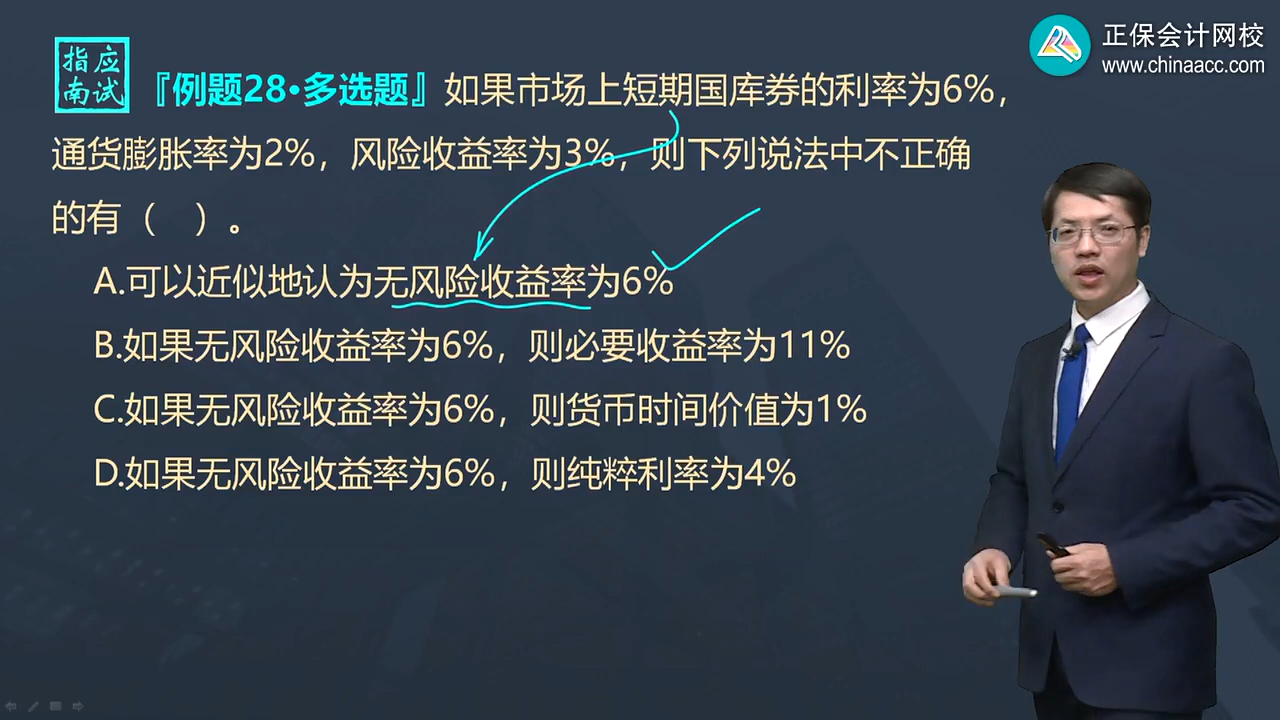 正保会计网校
www.chinaacc.com
应试指南
『例题28·多选题』如果市场上短期国库券的利率为6%，
通货膨胀率为2%，风险收益率为3%，则下列说法中不正确
的有（ ）。
A.可以近似地认为无风险收益率为6%
B.如果无风险收益率为6%，则必要收益率为11%
C.如果无风险收益率为6%，则货币时间价值为1%
D.如果无风险收益率为6%，则纯粹利率为4%